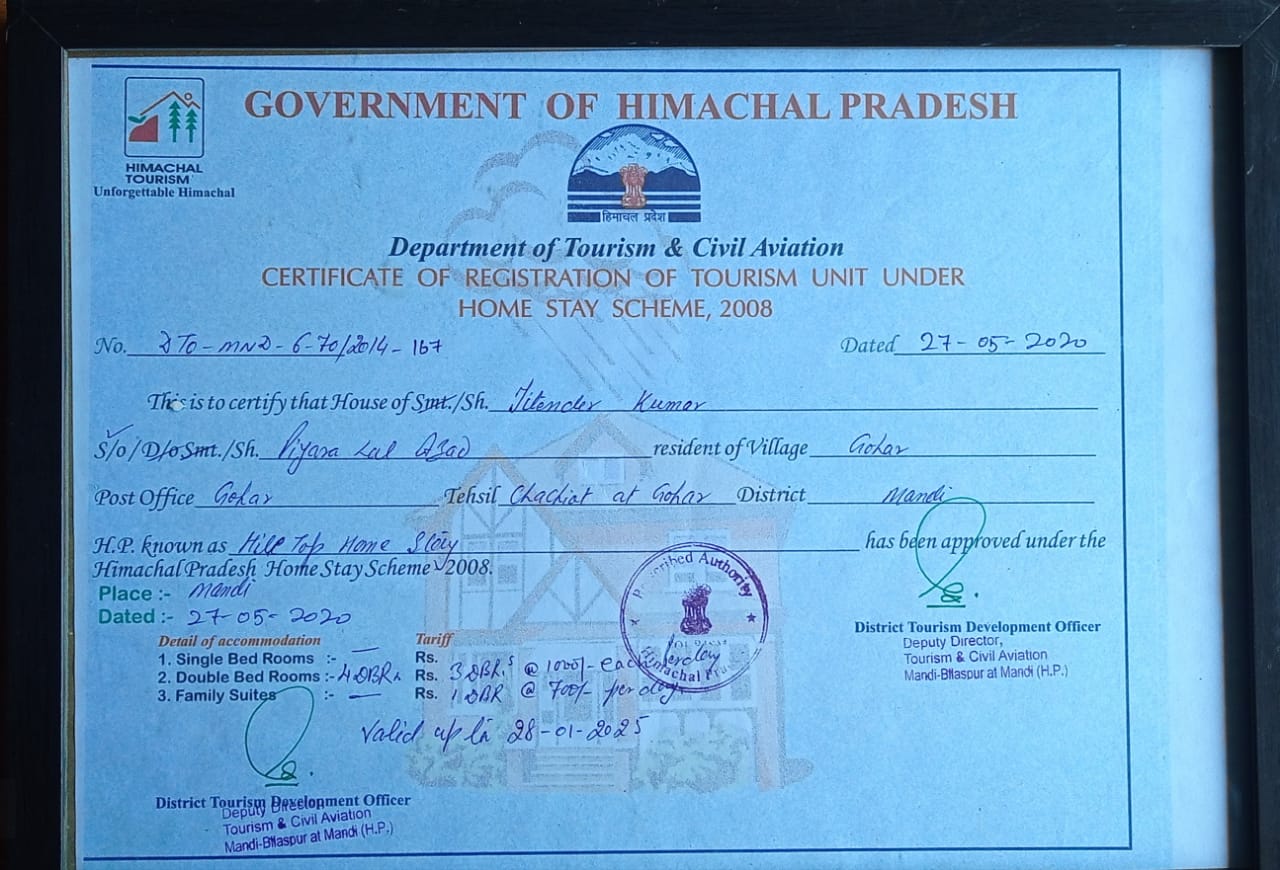 GOVERNMENT OF HIMACHAL PRADESH
HIMACHAL
TOURISM
Unforgettable Himachal
हिमाचल प्रदेश
Department of Tourism & Civil Aviation
CERTIFICATE OF REGISTRATION OF TOURISM UNIT UNDER
HOME STAY SCHEME, 2008
No. DTO-MND-6-70/2014-167 Dated 27-05-2020
This is to certify that House of Smt./Sh. Jitender Kumar
S/o/D/o Smt./Sh. Piyara Lal Azad resident of Village Gohar
Post Office Gohar Tehsil Chachiot at Gohar District Mandi
H.P. known as Hill Top Home Stay has been approved under the
Himachal Pradesh Home Stay Scheme 2008.
Place :- Mandi
Dated :- 27-05-2020
Prescribed Authority
Himachal
District Tourism Development Officer
Deputy Director,
Tourism & Civil Aviation
Mandi-Bilaspur at Mandi (H.P.)
Detail of accommodation Tariff
1. Single Bed Rooms :- — Rs.
2. Double Bed Rooms :- 4 DBRs Rs. 3 DBRs @ 1000/- each per day
3. Family Suites :- — Rs. 1 DBR @ 700/- per day
Valid up to 28-01-2025
District Tourism Development Officer
Deputy Director,
Tourism & Civil Aviation
Mandi-Bilaspur at Mandi (H.P.)